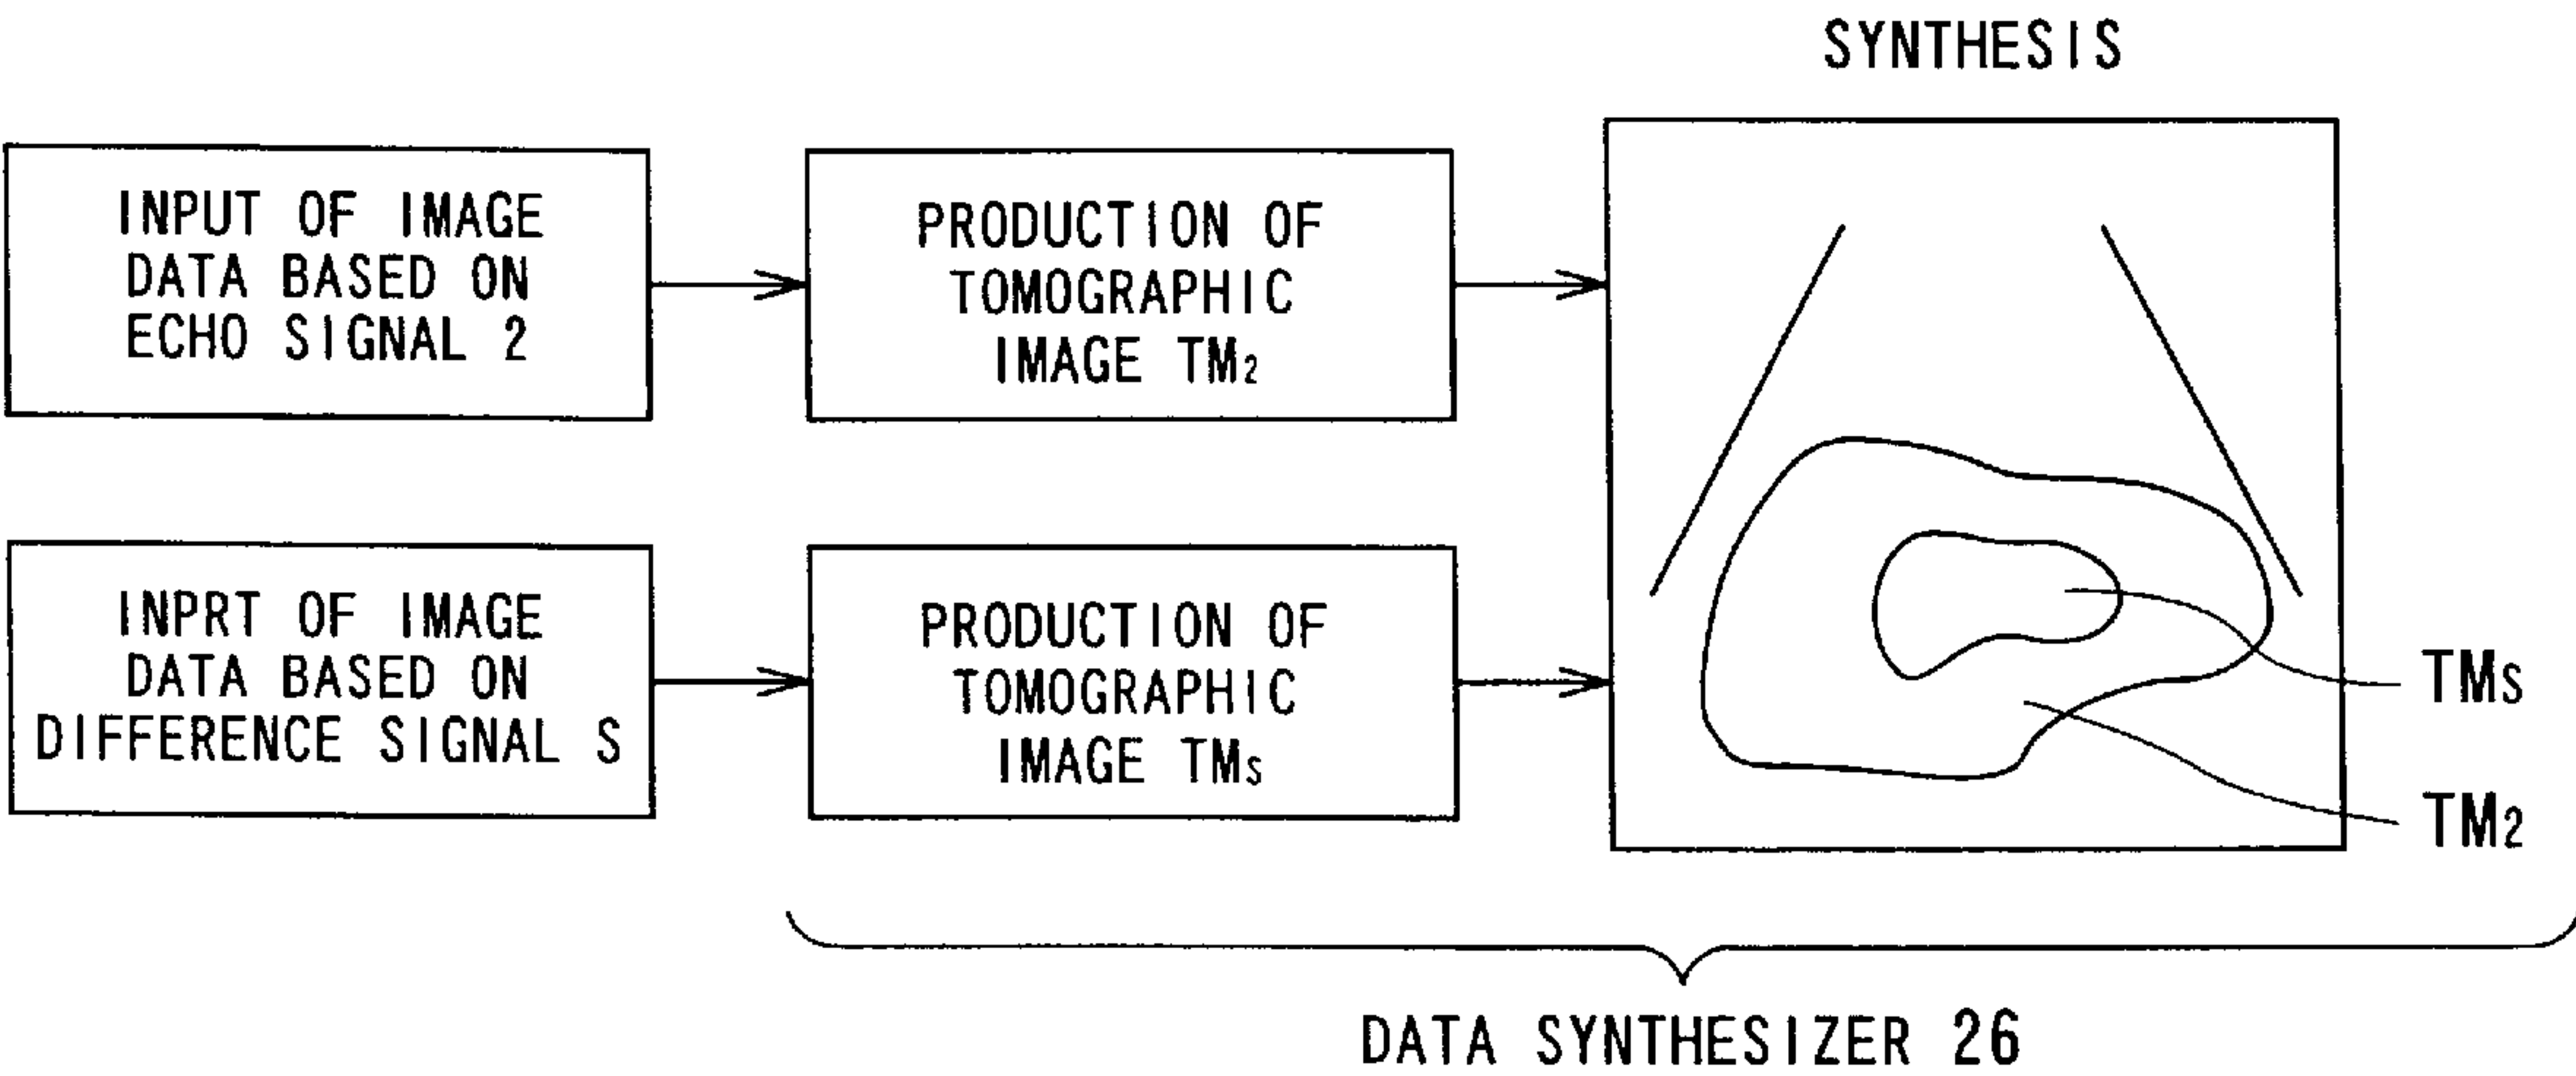 SYNTHESIS
INPUT OF IMAGE
DATA BASED ON
ECHO SIGNAL 2
PRODUCTION OF
TOMOGRAPHIC
IMAGE TM₂
INPRT OF IMAGE
DATA BASED ON
DIFFERENCE SIGNAL S
PRODUCTION OF
TOMOGRAPHIC
IMAGE TMs
TMs
TM₂
DATA SYNTHESIZER 26